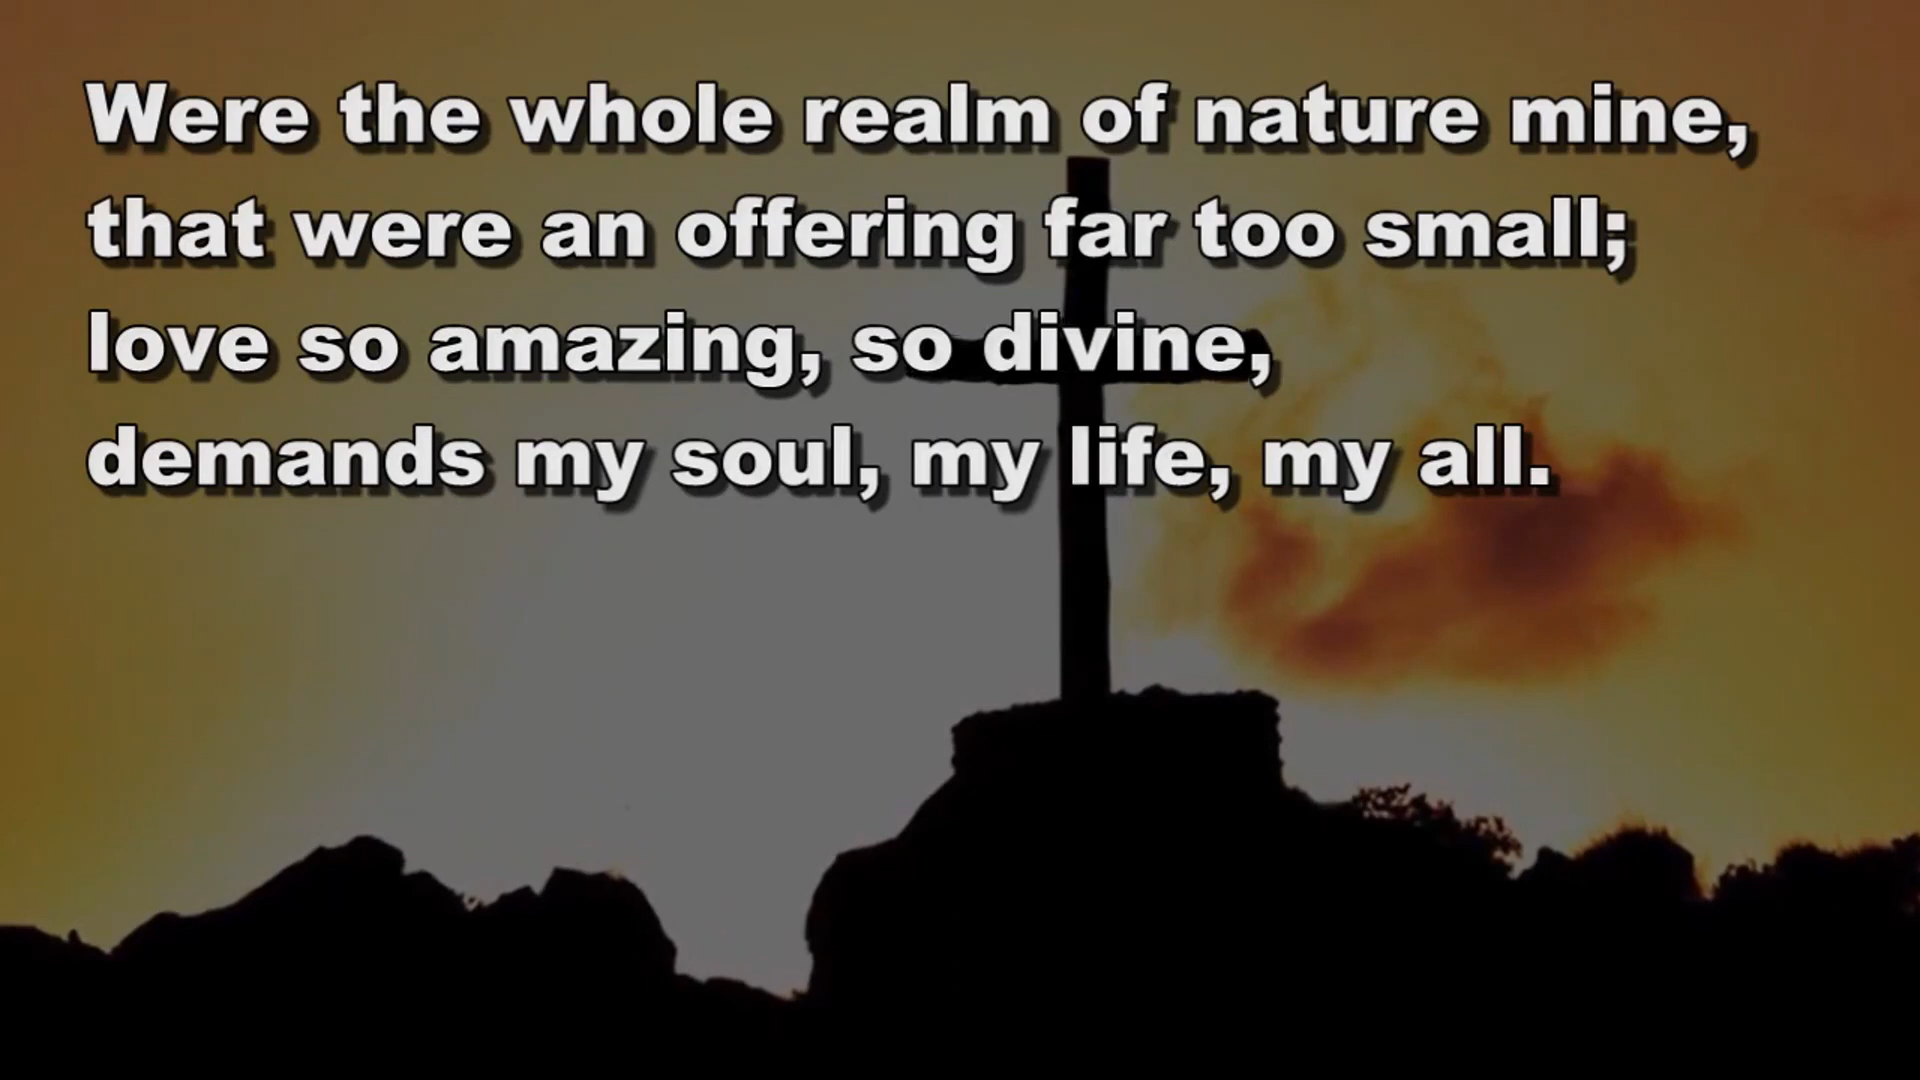 Were the whole realm of nature mine,
that were an offering far too small;
love so amazing, so divine,
demands my soul, my life, my all.